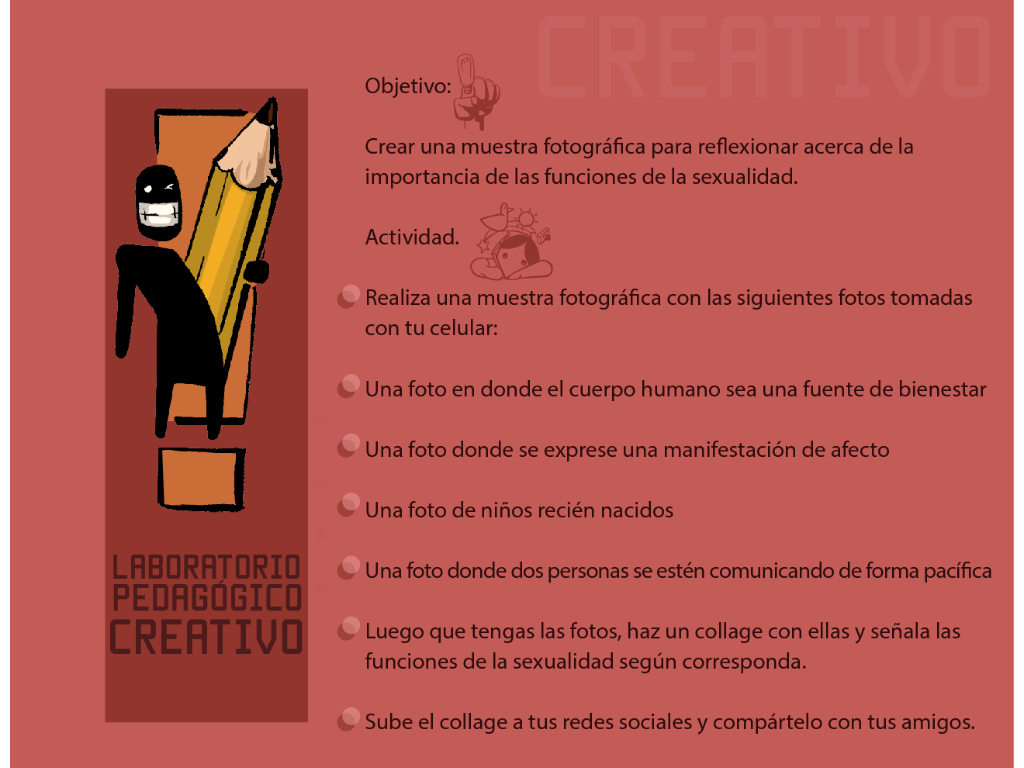 CREATIVO
Objetivo:
Crear una muestra fotográfica para reflexionar acerca de la
importancia de las funciones de la sexualidad.
Actividad.
Realiza una muestra fotográfica con las siguientes fotos tomadas
con tu celular:
Una foto en donde el cuerpo humano sea una fuente de bienestar
Una foto donde se exprese una manifestación de afecto
Una foto de niños recién nacidos
Una foto donde dos personas se estén comunicando de forma pacífica
Luego que tengas las fotos, haz un collage con ellas y señala las
funciones de la sexualidad según corresponda.
Sube el collage a tus redes sociales y compártelo con tus amigos.
LABORATORIO
PEDAGÓGICO
CREATIVO